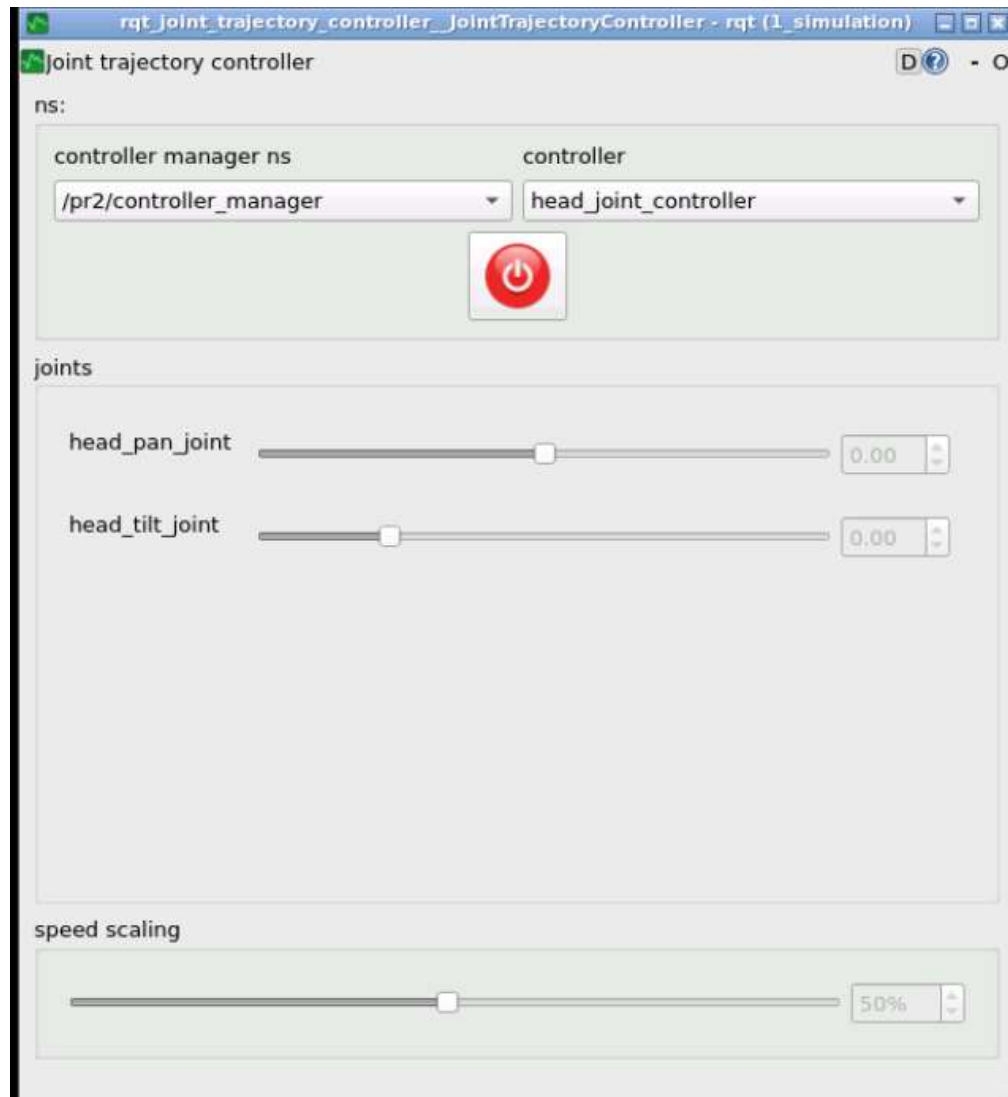 rqt_joint_trajectory_controller__JointTrajectoryController - rqt (1_simulation)
Joint trajectory controller
D ? - O
ns:
controller manager ns controller
/pr2/controller_manager head_joint_controller
joints
head_pan_joint 0.00
head_tilt_joint 0.00
speed scaling
50%